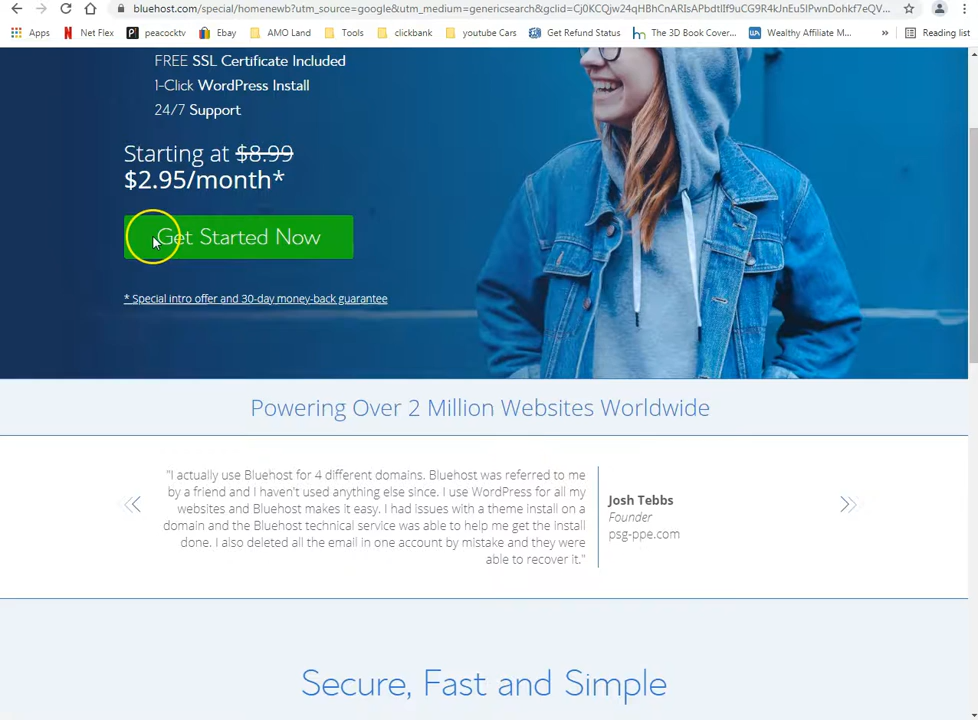 bluehost.com/special/homenewb?utm_source=google&utm_medium=genericsearch&gclid=Cj0KCQjw24qHBhCnARIsAPbdtlIf9uCG9R4kJnEu5IPwnDohkf7eQV...
Apps Net Flex peacocktv Ebay AMO Land Tools clickbank youtube Cars Get Refund Status The 3D Book Cover... Wealthy Affiliate M... » Reading list
FREE SSL Certificate Included
1-Click WordPress Install
24/7 Support
Starting at $8.99
$2.95/month*
Get Started Now
* Special intro offer and 30-day money-back guarantee
Powering Over 2 Million Websites Worldwide
"I actually use Bluehost for 4 different domains. Bluehost was referred to me
by a friend and I haven't used anything else since. I use WordPress for all my
websites and Bluehost makes it easy. I had issues with a theme install on a
domain and the Bluehost technical service was able to help me get the install
done. I also deleted all the email in one account by mistake and they were
able to recover it."
Josh Tebbs
Founder
psg-ppe.com
Secure, Fast and Simple